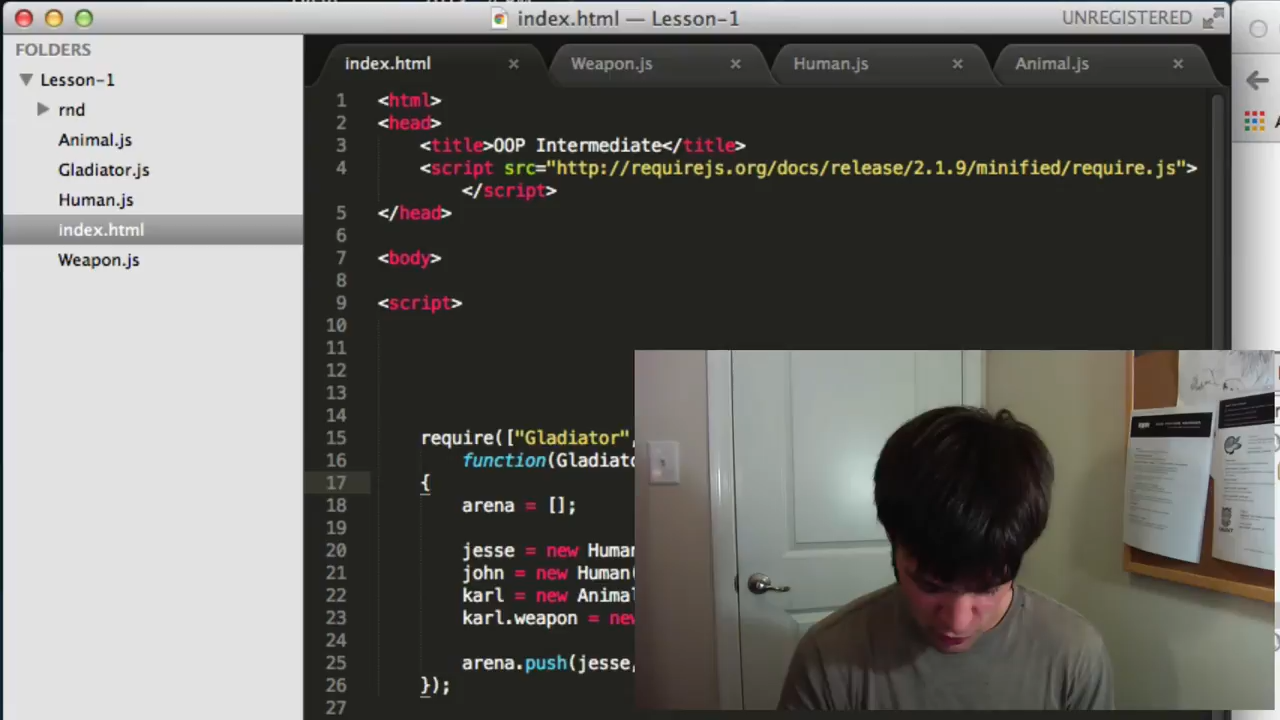 index.html — Lesson-1
UNREGISTERED
FOLDERS
Lesson-1
rnd
Animal.js
Gladiator.js
Human.js
index.html
Weapon.js
index.html
Weapon.js
Human.js
Animal.js
1 <html>
2 <head>
3 <title>OOP Intermediate</title>
4 <script src="http://requirejs.org/docs/release/2.1.9/minified/require.js">
</script>
5 </head>
6
7 <body>
8
9 <script>
10
11
12
13
14
15 require(["Gladiator",
16 function(Gladiato
17 {
18 arena = [];
19
20 jesse = new Human
21 john = new Human(
22 karl = new Animal
23 karl.weapon = new
24
25 arena.push(jesse,
26 });
27